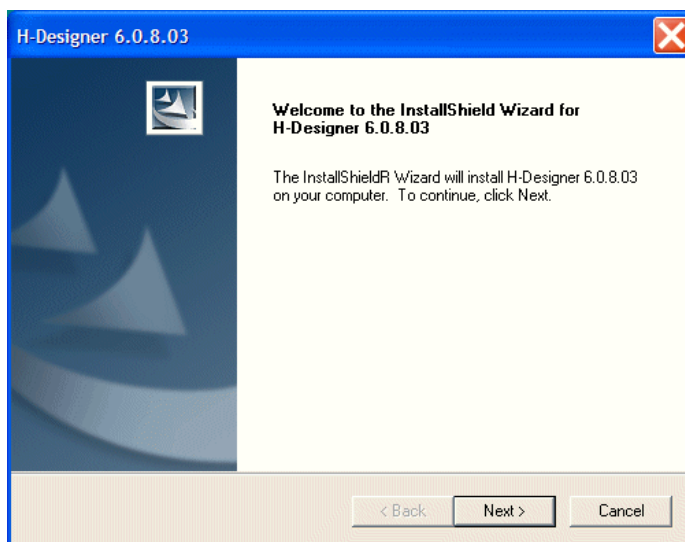 H-Designer 6.0.8.03
Welcome to the InstallShield Wizard for
H-Designer 6.0.8.03
The InstallShieldR Wizard will install H-Designer 6.0.8.03
on your computer. To continue, click Next.
< Back
Next >
Cancel